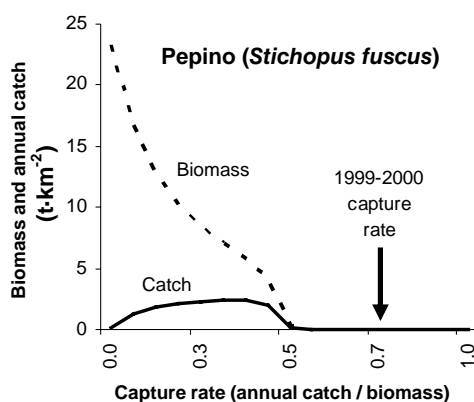 Pepino (Stichopus fuscus)
Biomass and annual catch
(t·km-2)
25
20
15
10
5
0
Biomass
Catch
1999-2000
capture
rate
0.0
0.3
0.5
0.7
1.0
Capture rate (annual catch / biomass)